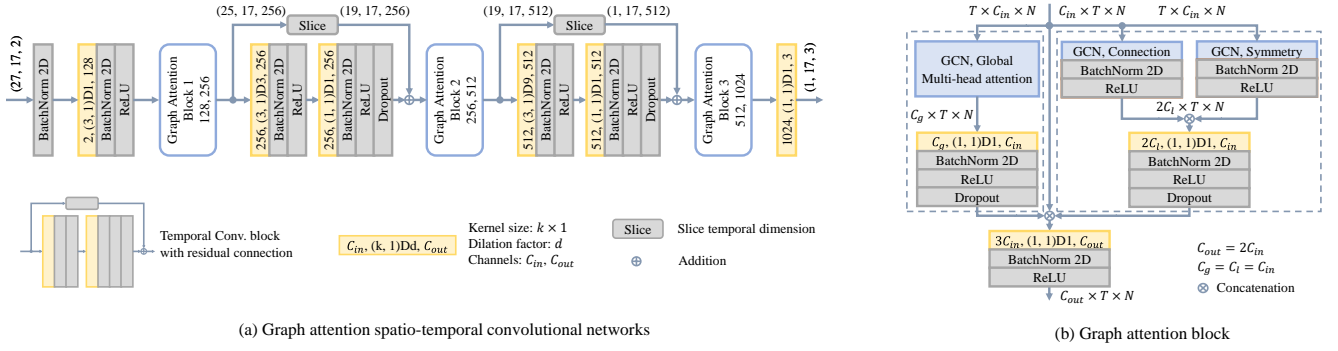 (25, 17, 256)
Slice
(19, 17, 256)
(19, 17, 512)
Slice
(1, 17, 512)
(27, 17, 2)
BatchNorm 2D
2, (3, 1)D1, 128
BatchNorm 2D
ReLU
Graph Attention
Block 1
128, 256
256, (3, 1)D3, 256
BatchNorm 2D
ReLU
256, (1, 1)D1, 256
BatchNorm 2D
ReLU
Dropout
Graph Attention
Block 2
256, 512
512, (3, 1)D9, 512
BatchNorm 2D
ReLU
512, (1, 1)D1, 512
BatchNorm 2D
ReLU
Dropout
Graph Attention
Block 3
512, 1024
1024, (1, 1)D1, 3
(1, 17, 3)
Temporal Conv. block
with residual connection
C_in, (k, 1)Dd, C_out
Kernel size: k × 1
Dilation factor: d
Channels: C_in, C_out
Slice
Slice temporal dimension
⊕
Addition
(a) Graph attention spatio-temporal convolutional networks
T × C_in × N
C_in × T × N
T × C_in × N
GCN, Global
Multi-head attention
GCN, Connection
BatchNorm 2D
ReLU
GCN, Symmetry
BatchNorm 2D
ReLU
C_g × T × N
2C_l × T × N
C_g, (1, 1)D1, C_in
BatchNorm 2D
ReLU
Dropout
2C_l, (1, 1)D1, C_in
BatchNorm 2D
ReLU
Dropout
3C_in, (1, 1)D1, C_out
BatchNorm 2D
ReLU
C_out × T × N
C_out = 2C_in
C_g = C_l = C_in
⊗ Concatenation
(b) Graph attention block